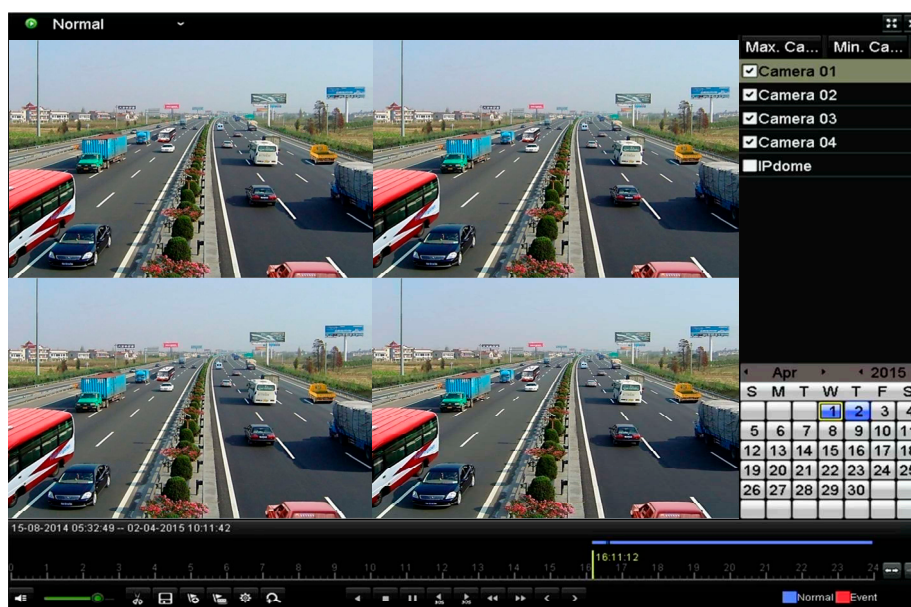 Normal
Max. Ca... Min. Ca...
Camera 01
Camera 02
Camera 03
Camera 04
IPdome
Apr 2015
S M T W T F S
1 2 3 4
5 6 7 8 9 10 11
12 13 14 15 16 17 18
19 20 21 22 23 24 25
26 27 28 29 30
15-08-2014 05:32:49 -- 02-04-2015 10:11:42
16:11:12
0 1 2 3 4 5 6 7 8 9 10 11 12 13 14 15 16 17 18 19 20 21 22 23 24
30S 30S
Normal Event